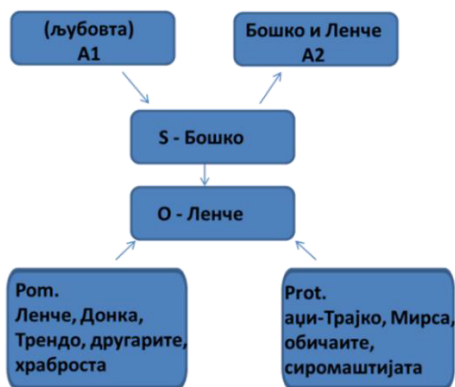 (љубовта)
А1
Бошко и Ленче
А2
S - Бошко
О - Ленче
Pom.
Ленче, Донка,
Трендо, другарите,
храброста
Prot.
аџи-Трајко, Мирса,
обичаите,
сиромаштијата